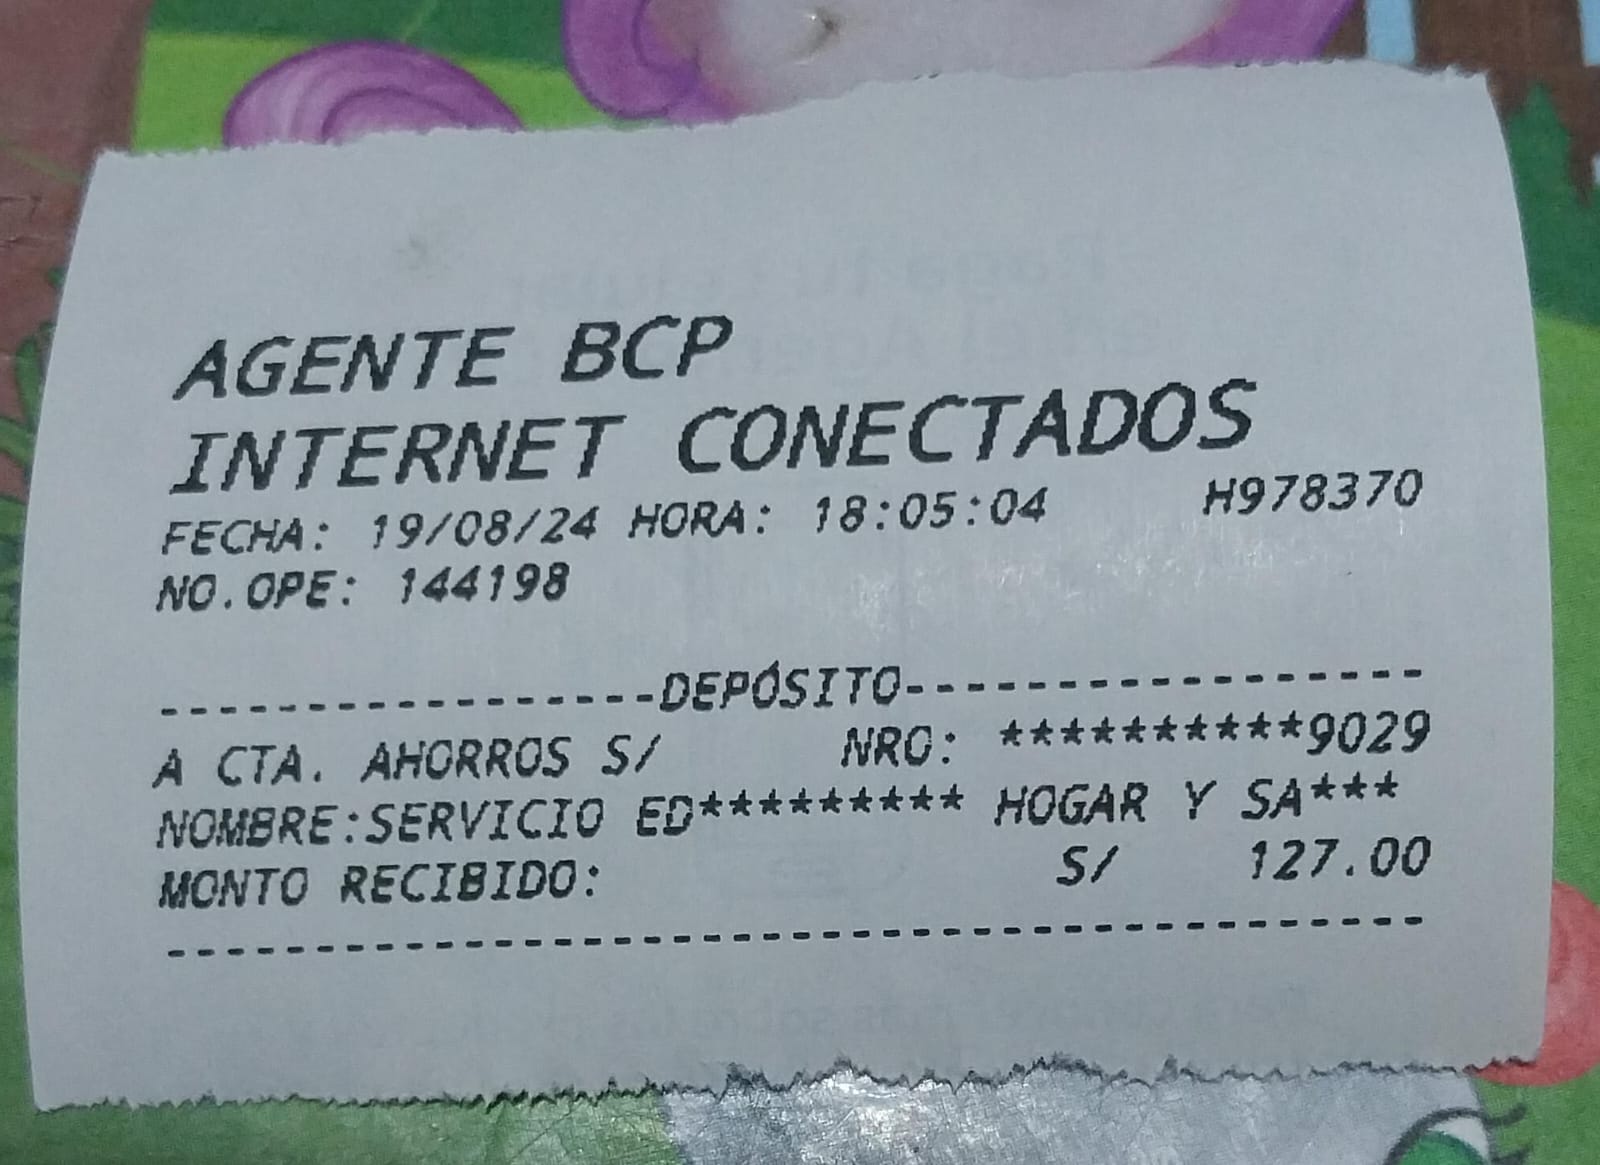 AGENTE BCP
INTERNET CONECTADOS
FECHA: 19/08/24 HORA: 18:05:04 H978370
NO.OPE: 144198
-----------------DEPÓSITO------------------
A CTA. AHORROS S/ NRO: **********9029
NOMBRE:SERVICIO ED********* HOGAR Y SA***
MONTO RECIBIDO: S/ 127.00
-------------------------------------------